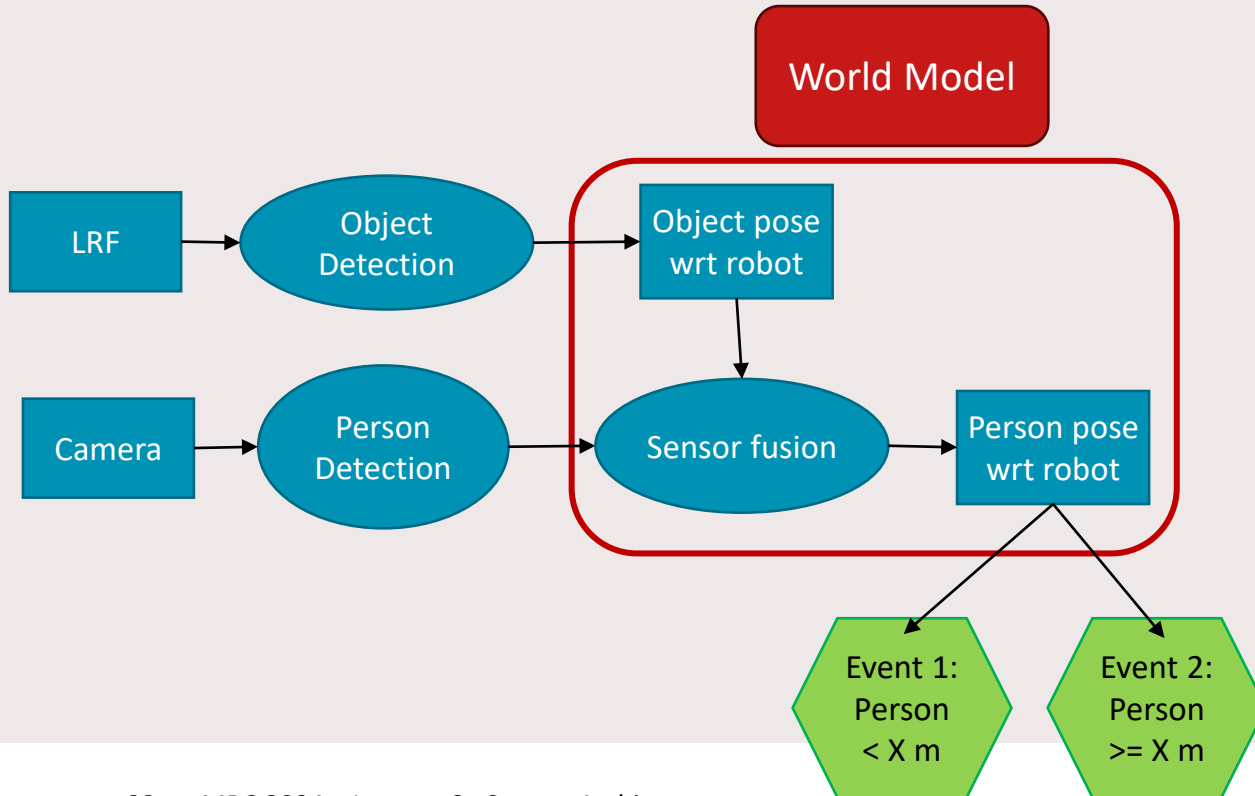 World Model
LRF
Object
Detection
Object pose
wrt robot
Camera
Person
Detection
Sensor fusion
Person pose
wrt robot
Event 1:
Person
< X m
Event 2:
Person
>= X m